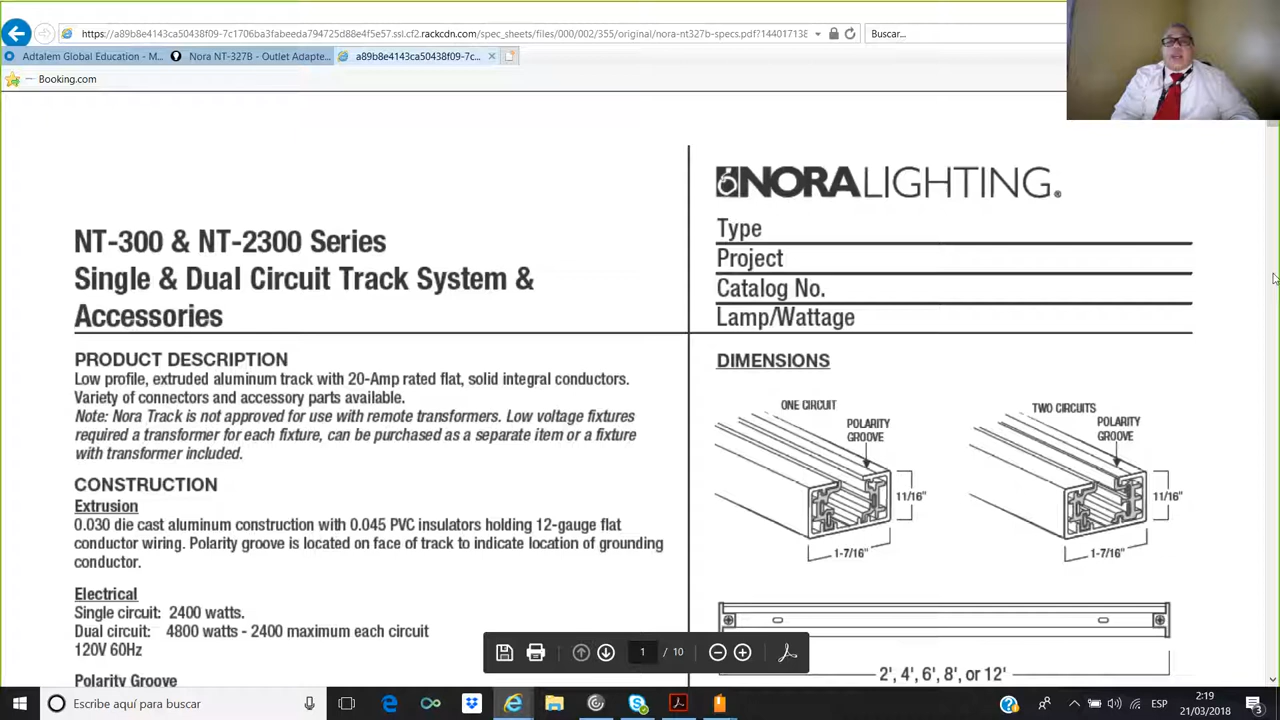 https://a89b8e4143ca50438f09-7c1706ba3fabeeda794725d88e4f5e57.ssl.cf2.rackcdn.com/spec_sheets/files/000/002/355/original/nora-nt327b-specs.pdf?1440017138
Buscar...
Adtalem Global Education - M...
Nora NT-327B - Outlet Adapte...
a89b8e4143ca50438f09-7c...
Booking.com
NORA LIGHTING®
NT-300 & NT-2300 Series
Single & Dual Circuit Track System &
Accessories
Type
Project
Catalog No.
Lamp/Wattage
PRODUCT DESCRIPTION
Low profile, extruded aluminum track with 20-Amp rated flat, solid integral conductors.
Variety of connectors and accessory parts available.
Note: Nora Track is not approved for use with remote transformers. Low voltage fixtures
required a transformer for each fixture, can be purchased as a separate item or a fixture
with transformer included.
CONSTRUCTION
Extrusion
0.030 die cast aluminum construction with 0.045 PVC insulators holding 12-gauge flat
conductor wiring. Polarity groove is located on face of track to indicate location of grounding
conductor.
Electrical
Single circuit: 2400 watts.
Dual circuit: 4800 watts - 2400 maximum each circuit
120V 60Hz
Polarity Groove
DIMENSIONS
ONE CIRCUIT
POLARITY
GROOVE
11/16"
1-7/16"
TWO CIRCUITS
POLARITY
GROOVE
11/16"
1-7/16"
2', 4', 6', 8', or 12'
1 / 10
Escribe aquí para buscar
ESP
2:19
21/03/2018
3